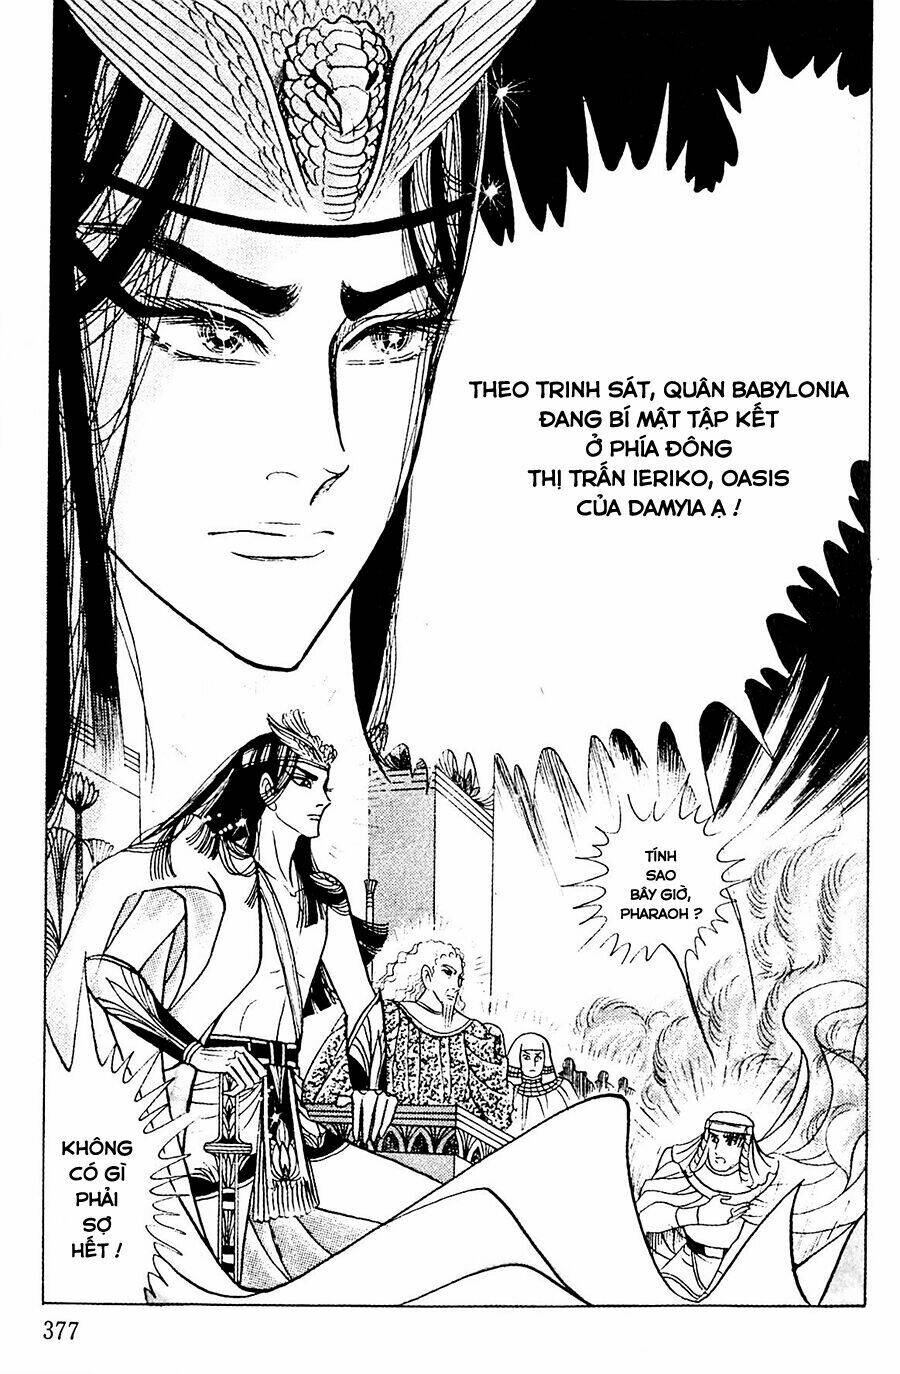 THEO TRINH SÁT, QUÂN BABYLONIA
ĐANG BÍ MẬT TẬP KẾT
Ở PHÍA ĐÔNG
THỊ TRẤN IERIKO, OASIS
CỦA DAMYIA Ạ !
TÍNH
SAO
BÂY GIỜ,
PHARAOH ?
KHÔNG
CÓ GÌ
PHẢI
SỢ
HẾT !
377